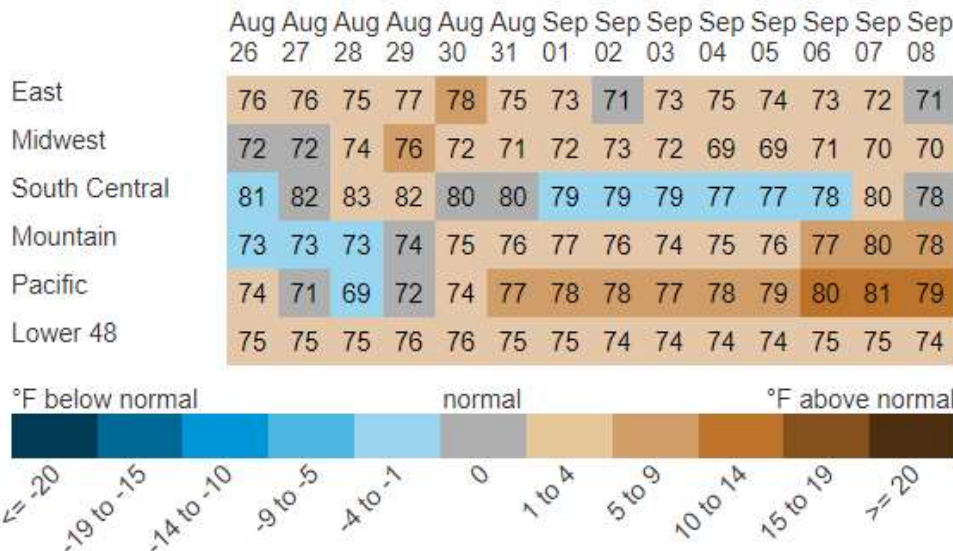 Aug Aug Aug Aug Aug Aug Sep Sep Sep Sep Sep Sep Sep Sep
26 27 28 29 30 31 01 02 03 04 05 06 07 08
East 76 76 75 77 78 75 73 71 73 75 74 73 72 71
Midwest 72 72 74 76 72 71 72 73 72 69 69 71 70 70
South Central 81 82 83 82 80 80 79 79 79 77 77 78 80 78
Mountain 73 73 73 74 75 76 77 76 74 75 76 77 80 78
Pacific 74 71 69 72 74 77 78 78 77 78 79 80 81 79
Lower 48 75 75 75 76 76 75 75 74 74 74 74 75 75 74
°F below normal normal °F above normal
<= -20 -19 to -15 -14 to -10 -9 to -5 -4 to -1 0 1 to 4 5 to 9 10 to 14 15 to 19 >= 20